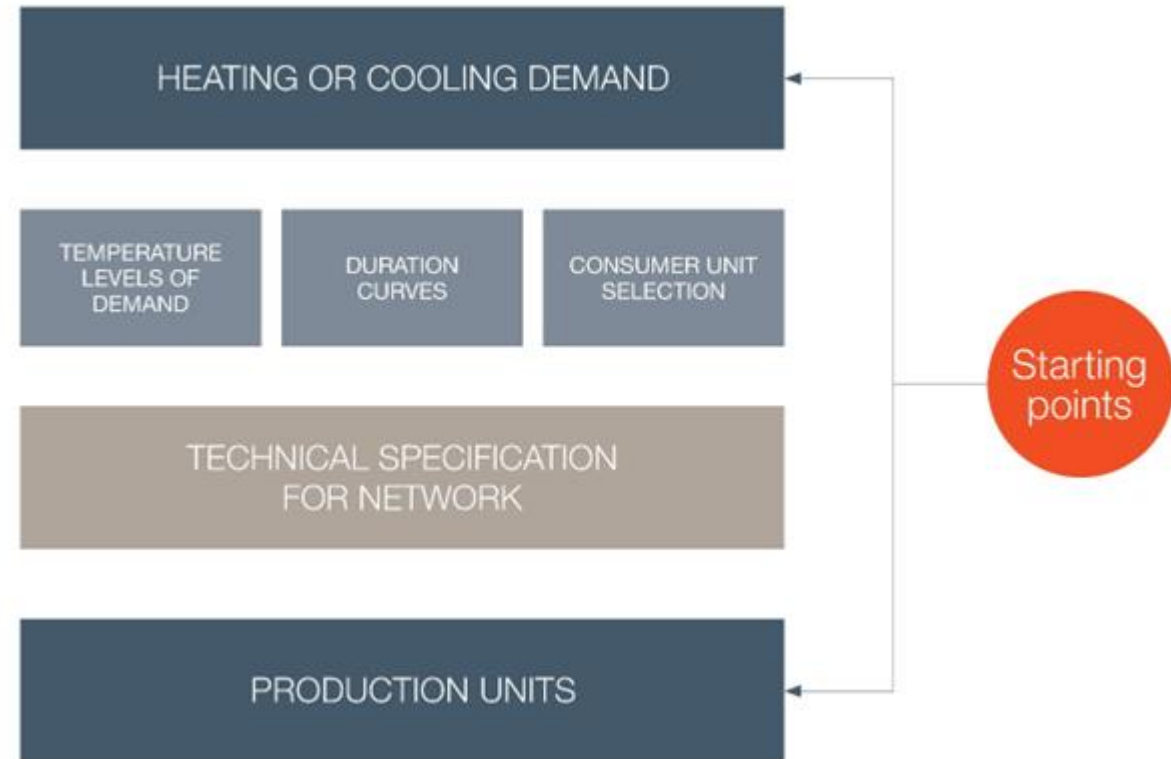 HEATING OR COOLING DEMAND
TEMPERATURE
LEVELS OF
DEMAND
DURATION
CURVES
CONSUMER UNIT
SELECTION
Starting
points
TECHNICAL SPECIFICATION
FOR NETWORK
PRODUCTION UNITS